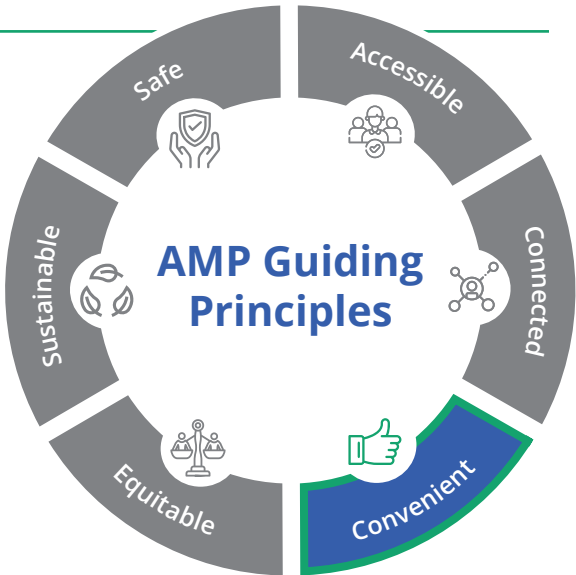 Safe
Accessible
Sustainable
Connected
AMP Guiding
Principles
Equitable
Convenient